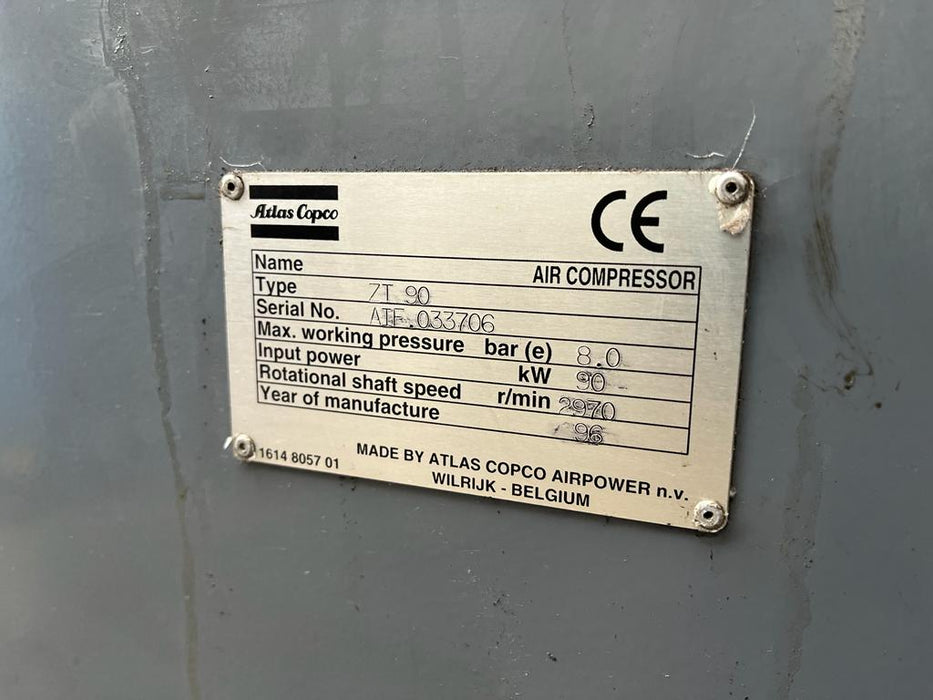 Atlas Copco
CE
Name AIR COMPRESSOR
Type ZT 90
Serial No. AIF.033706
Max. working pressure bar (e) 8.0
Input power kW 90
Rotational shaft speed r/min 2970
Year of manufacture 96
1614 8057 01
MADE BY ATLAS COPCO AIRPOWER n.v.
WILRIJK - BELGIUM